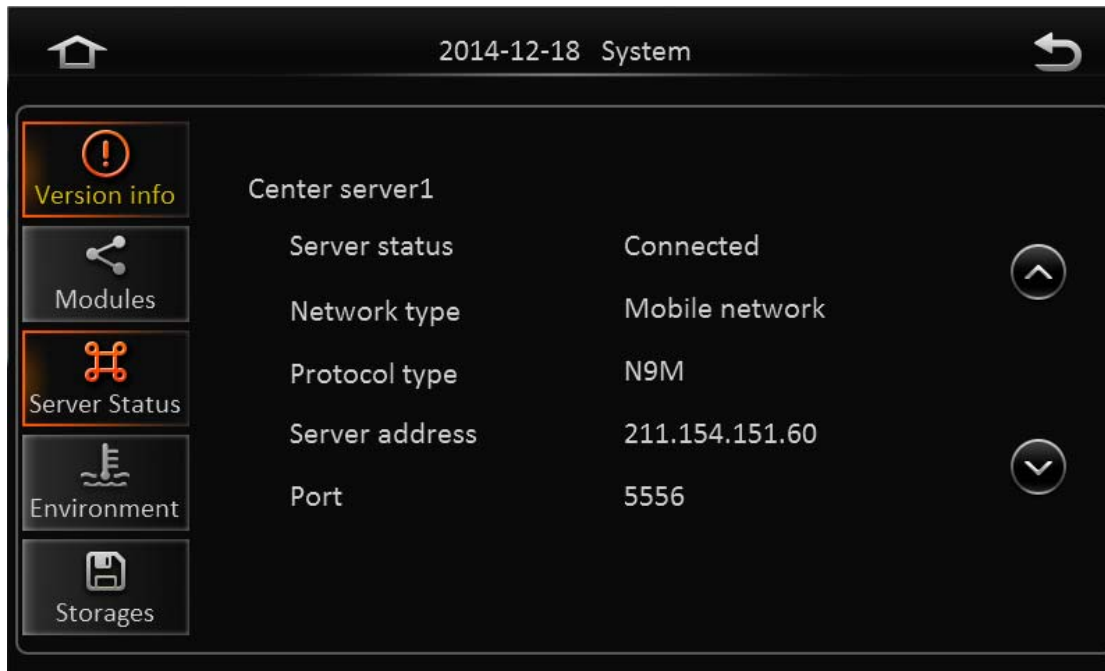 2014-12-18 System
Version info
Modules
Server Status
Environment
Storages
Center server1
Server status Connected
Network type Mobile network
Protocol type N9M
Server address 211.154.151.60
Port 5556